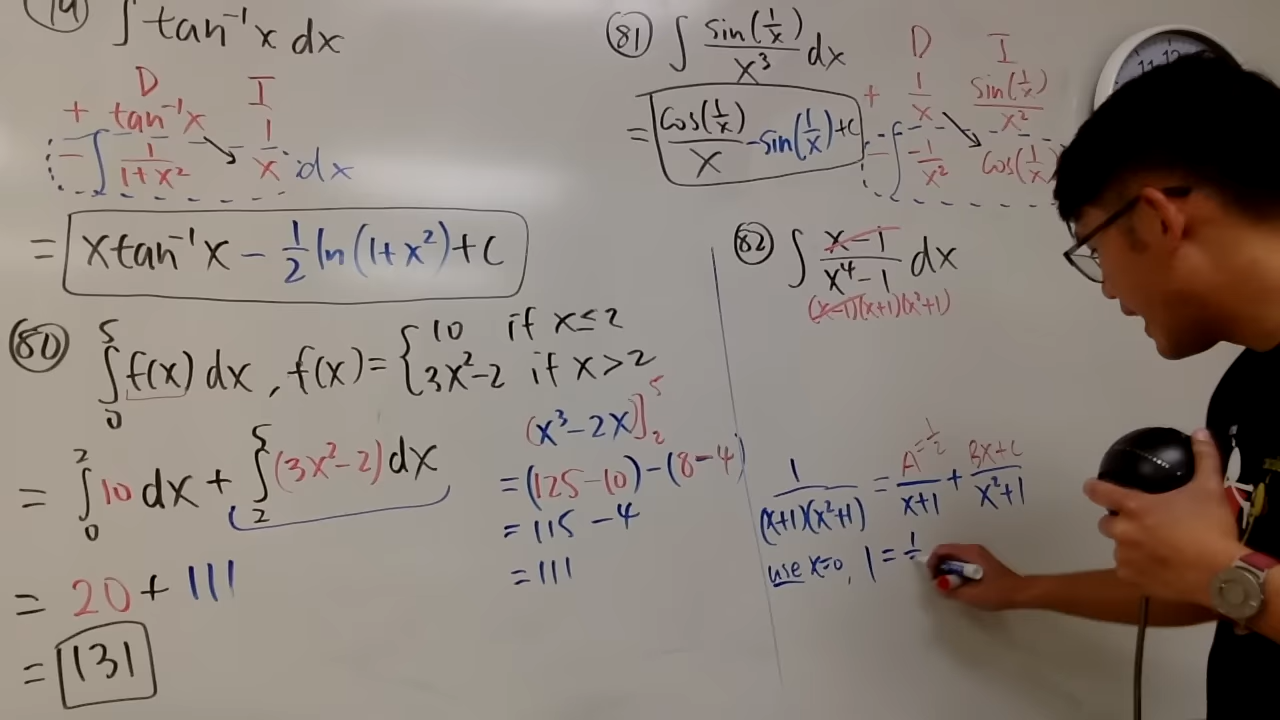 79 ∫ tan⁻¹x dx
D I
+ tan⁻¹x 1
− ∫ 1/(1+x²) x dx
= x tan⁻¹x − 1/2 ln(1+x²) + C
80 ∫₀⁵ f(x) dx , f(x) = { 10 if x ≤ 2
3x²−2 if x > 2
= ∫₀² 10 dx + ∫₂⁵ (3x²−2) dx
= 20 + 111
= 131
(x³−2x)]₂⁵
= (125−10) − (8−4)
= 115 − 4
= 111
81 ∫ sin(1/x)/x³ dx
= cos(1/x)/x − sin(1/x) + C
D I
+ 1/x sin(1/x)/x²
− ∫ −1/x² cos(1/x)
82 ∫ (x−1)/(x⁴−1) dx
(x−1)(x+1)(x²+1)
1/((x+1)(x²+1)) = A=1/2/(x+1) + (Bx+C)/(x²+1)
use x=0, 1 = 1
11 12